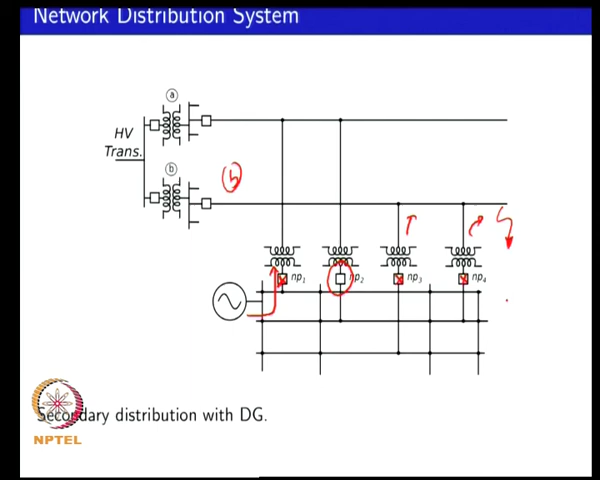 Network Distribution System
a
HV
Trans.
b
b
np1
np2
np3
np4
Secondary distribution with DG.
NPTEL